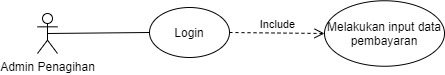 Include
Login
Melakukan input data
pembayaran
Admin Penagihan